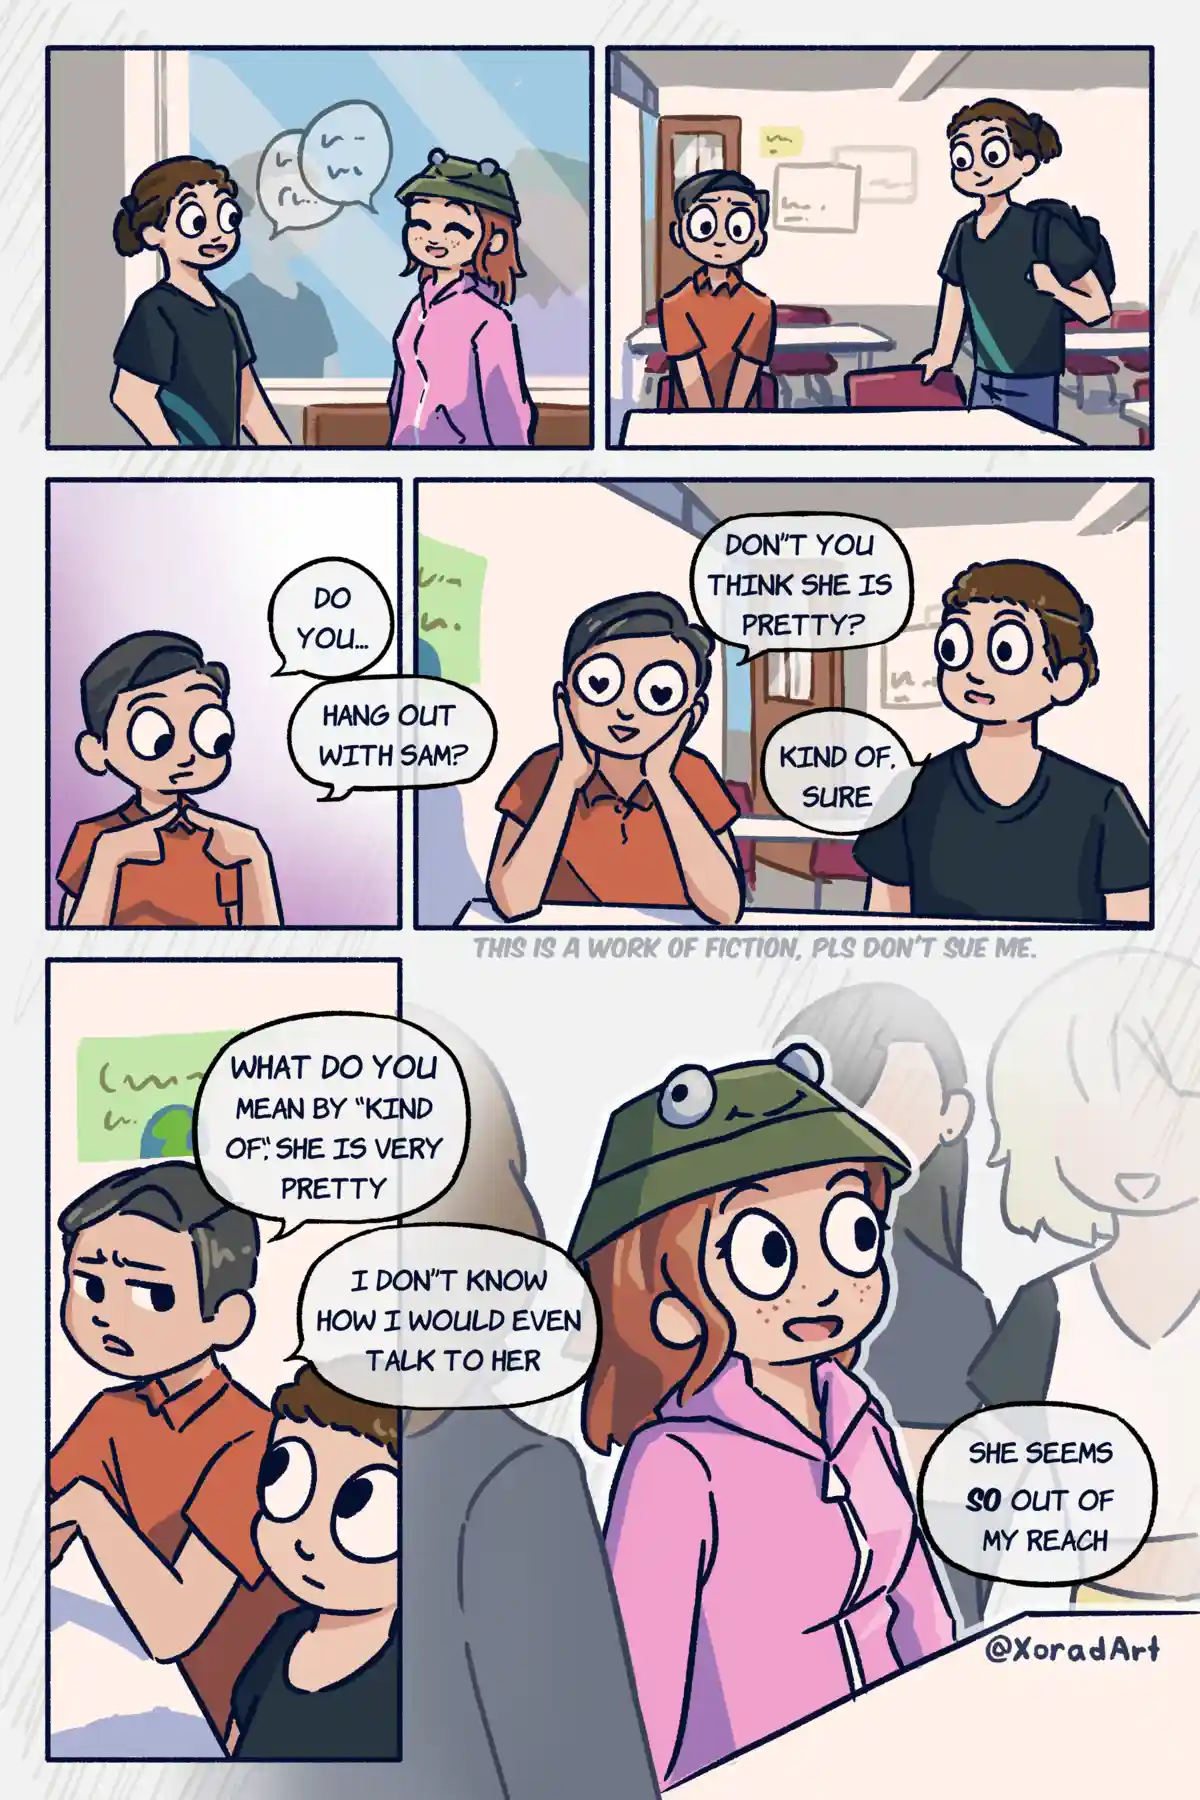 DO
YOU...
HANG OUT
WITH SAM?
DON"T YOU
THINK SHE IS
PRETTY?
KIND OF,
SURE
THIS IS A WORK OF FICTION, PLS DON'T SUE ME.
WHAT DO YOU
MEAN BY "KIND
OF", SHE IS VERY
PRETTY
I DON"T KNOW
HOW I WOULD EVEN
TALK TO HER
SHE SEEMS
SO OUT OF
MY REACH
@XoradArt